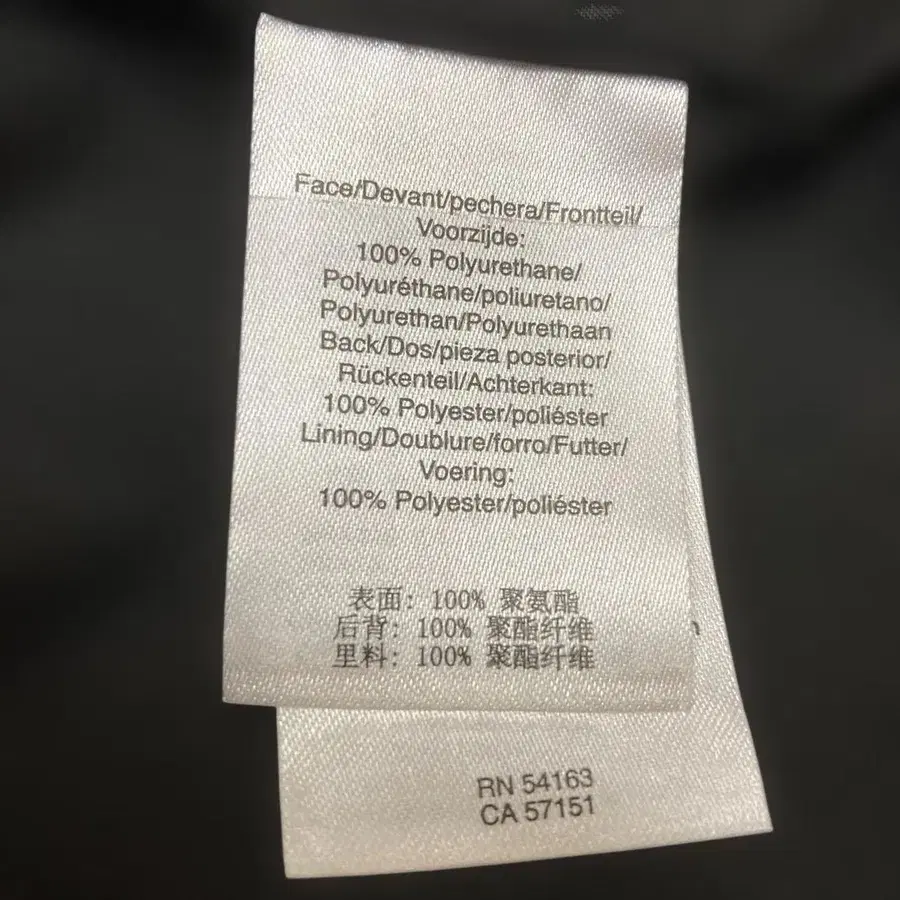 Face/Devant/pechera/Frontteil/
Voorzijde:
100% Polyurethane/
Polyuréthane/poliuretano/
Polyurethan/Polyurethaan
Back/Dos/pieza posterior/
Rückenteil/Achterkant:
100% Polyester/poliéster
Lining/Doublure/forro/Futter/
Voering:
100% Polyester/poliéster
表面: 100% 聚氨酯
后背: 100% 聚酯纤维
里料: 100% 聚酯纤维
RN 54163
CA 57151